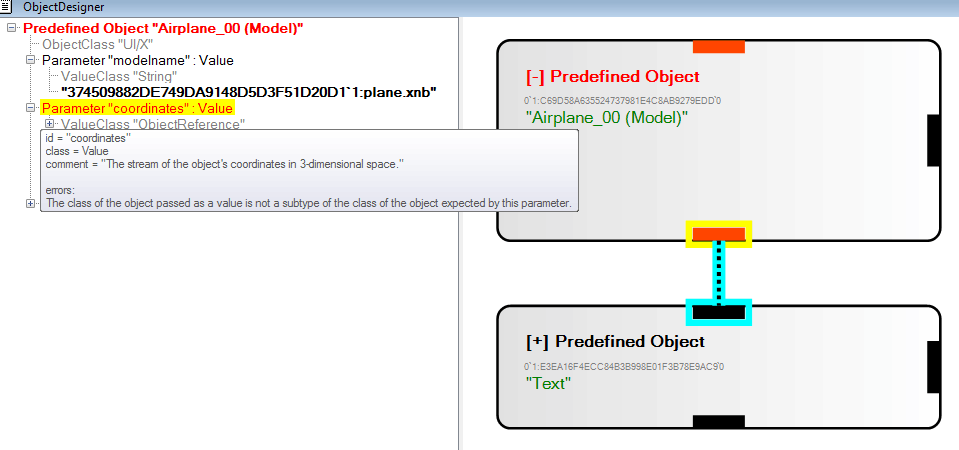 ObjectDesigner
Predefined Object "Airplane_00 (Model)"
ObjectClass "UI/X"
Parameter "modelname" : Value
ValueClass "String"
"374509882DE749DA9148D5D3F51D20D1`1:plane.xnb"
Parameter "coordinates" : Value
ValueClass "ObjectReference"
id = "coordinates"
class = Value
comment = "The stream of the object's coordinates in 3-dimensional space."
errors:
The class of the object passed as a value is not a subtype of the class of the object expected by this parameter.
[-] Predefined Object
0`1:C69D58A635524737981E4C8AB9279EDD`0
"Airplane_00 (Model)"
[+] Predefined Object
0`1:E3EA16F4ECC84B3B998E01F3B78E9AC9`0
"Text"